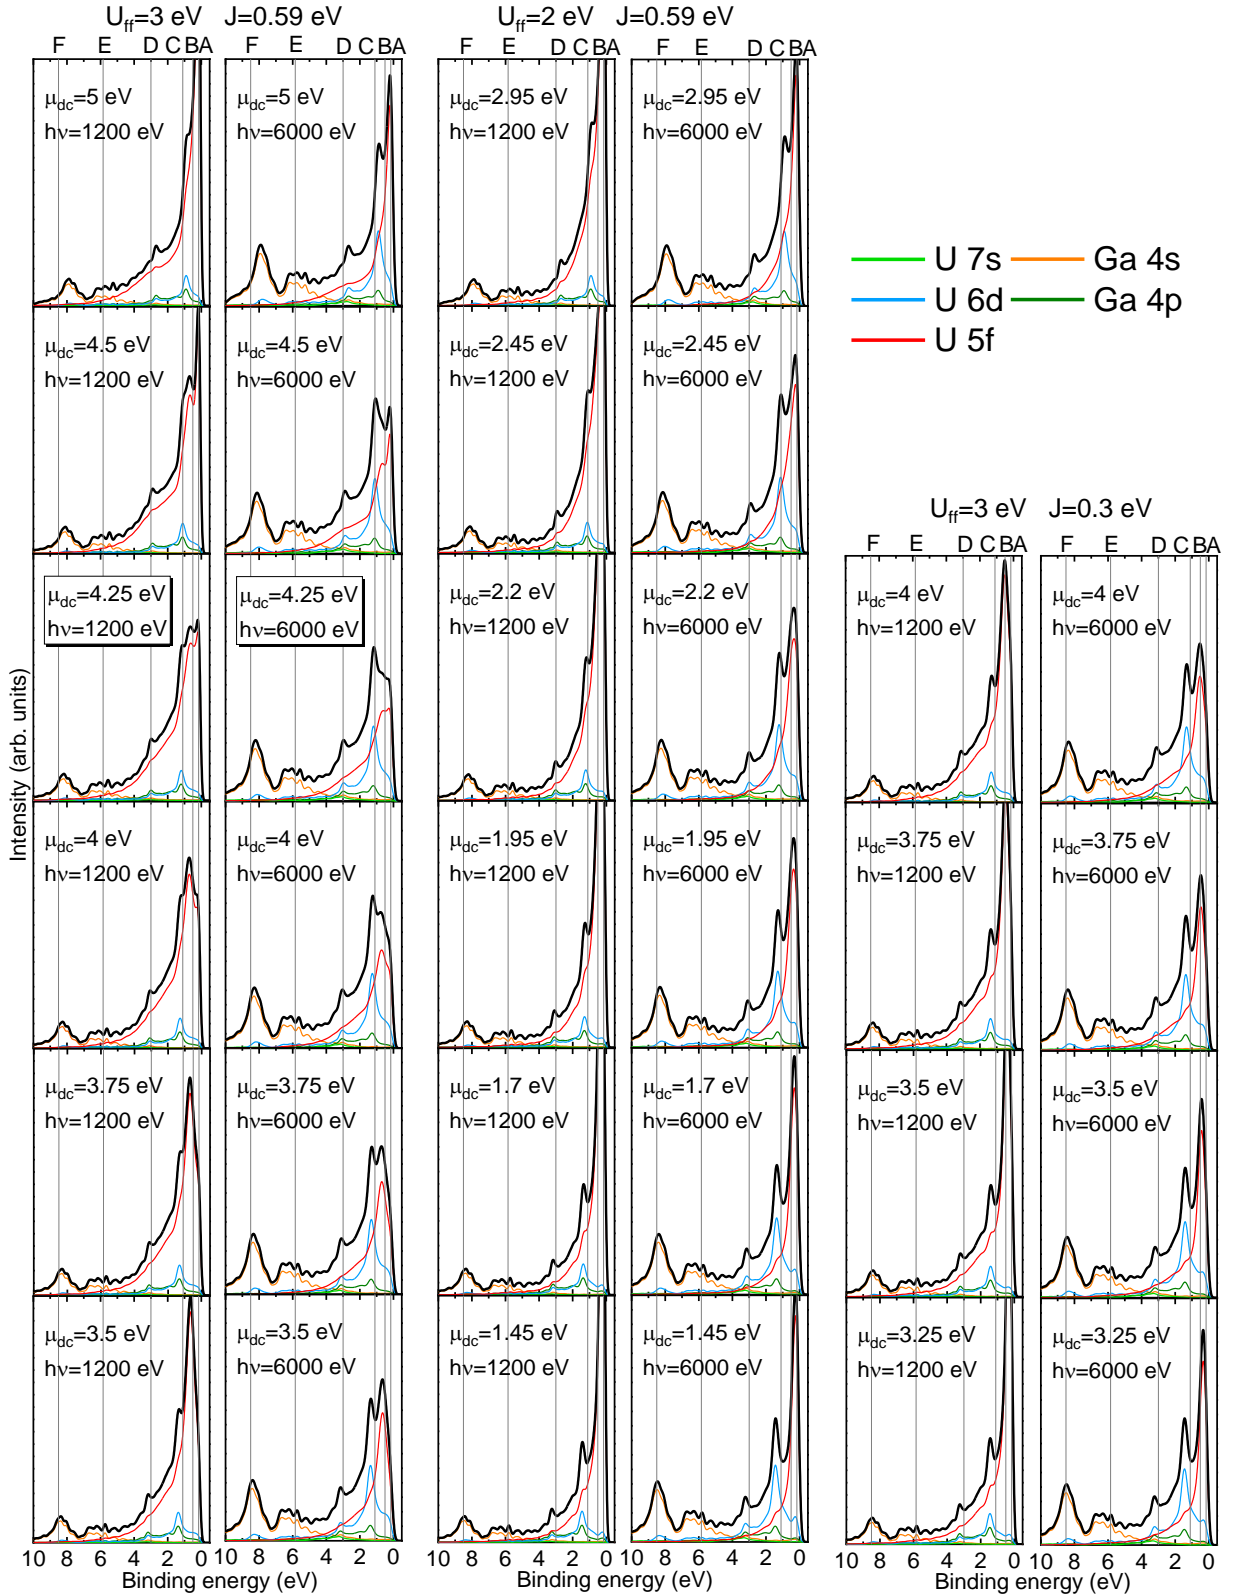 U_ff=3 eV J=0.59 eV
U_ff=2 eV J=0.59 eV
F E D C B A
F E D C B A
F E D C B A
F E D C B A
μ_dc=5 eV
hν=1200 eV
μ_dc=5 eV
hν=6000 eV
μ_dc=2.95 eV
hν=1200 eV
μ_dc=2.95 eV
hν=6000 eV
U 7s
Ga 4s
U 6d
Ga 4p
U 5f
μ_dc=4.5 eV
hν=1200 eV
μ_dc=4.5 eV
hν=6000 eV
μ_dc=2.45 eV
hν=1200 eV
μ_dc=2.45 eV
hν=6000 eV
U_ff=3 eV J=0.3 eV
F E D C B A
F E D C B A
μ_dc=4.25 eV
hν=1200 eV
μ_dc=4.25 eV
hν=6000 eV
μ_dc=2.2 eV
hν=1200 eV
μ_dc=2.2 eV
hν=6000 eV
μ_dc=4 eV
hν=1200 eV
μ_dc=4 eV
hν=6000 eV
Intensity (arb. units)
μ_dc=4 eV
hν=1200 eV
μ_dc=4 eV
hν=6000 eV
μ_dc=1.95 eV
hν=1200 eV
μ_dc=1.95 eV
hν=6000 eV
μ_dc=3.75 eV
hν=1200 eV
μ_dc=3.75 eV
hν=6000 eV
μ_dc=3.75 eV
hν=1200 eV
μ_dc=3.75 eV
hν=6000 eV
μ_dc=1.7 eV
hν=1200 eV
μ_dc=1.7 eV
hν=6000 eV
μ_dc=3.5 eV
hν=1200 eV
μ_dc=3.5 eV
hν=6000 eV
μ_dc=3.5 eV
hν=1200 eV
μ_dc=3.5 eV
hν=6000 eV
μ_dc=1.45 eV
hν=1200 eV
μ_dc=1.45 eV
hν=6000 eV
μ_dc=3.25 eV
hν=1200 eV
μ_dc=3.25 eV
hν=6000 eV
10 8 6 4 2 0
10 8 6 4 2 0
10 8 6 4 2 0
10 8 6 4 2 0
10 8 6 4 2 0
10 8 6 4 2 0
Binding energy (eV)
Binding energy (eV)
Binding energy (eV)